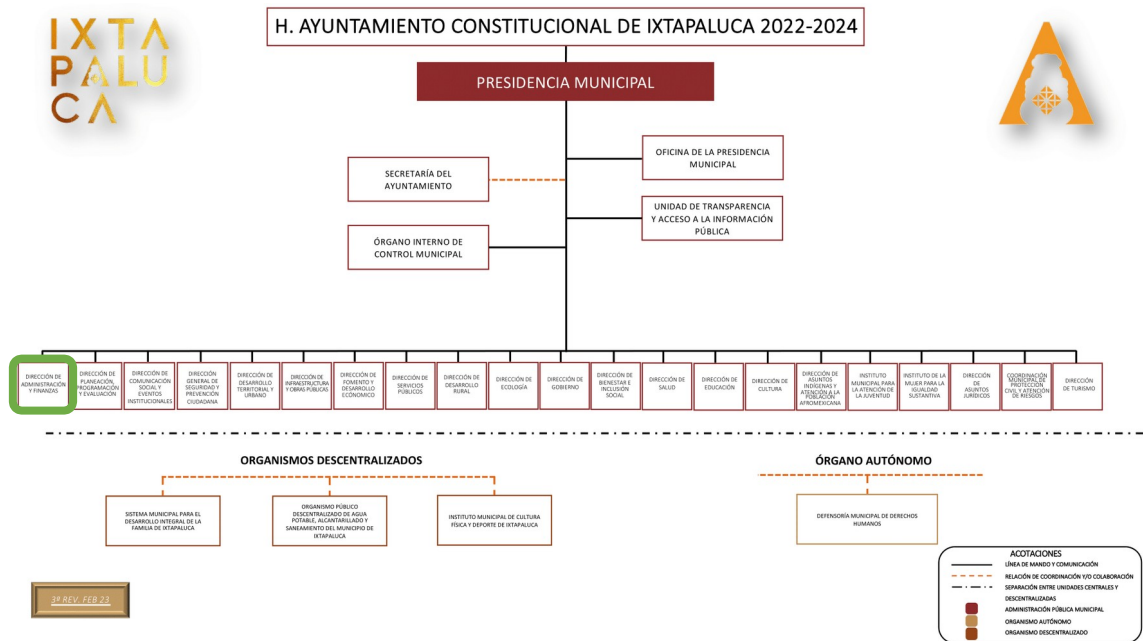 IXTA
PALU
CA
H. AYUNTAMIENTO CONSTITUCIONAL DE IXTAPALUCA 2022-2024
PRESIDENCIA MUNICIPAL
OFICINA DE LA PRESIDENCIA
MUNICIPAL
SECRETARÍA DEL
AYUNTAMIENTO
UNIDAD DE TRANSPARENCIA
Y ACCESO A LA INFORMACIÓN
PÚBLICA
ÓRGANO INTERNO DE
CONTROL MUNICIPAL
DIRECCIÓN DE
ADMINISTRACIÓN
Y FINANZAS
DIRECCIÓN DE
PLANEACIÓN,
PROGRAMACIÓN
Y EVALUACIÓN
DIRECCIÓN DE
COMUNICACIÓN
SOCIAL Y
EVENTOS
INSTITUCIONALES
DIRECCIÓN
GENERAL DE
SEGURIDAD Y
PREVENCIÓN
CIUDADANA
DIRECCIÓN DE
DESARROLLO
TERRITORIAL Y
URBANO
DIRECCIÓN DE
INFRAESTRUCTURA
Y OBRAS PÚBLICAS
DIRECCIÓN DE
FOMENTO Y
DESARROLLO
ECÓNOMICO
DIRECCIÓN DE
SERVICIOS
PÚBLICOS
DIRECCIÓN DE
DESARROLLO
RURAL
DIRECCIÓN DE
ECOLOGÍA
DIRECCIÓN DE
GOBIERNO
DIRECCIÓN DE
BIENESTAR E
INCLUSIÓN
SOCIAL
DIRECCIÓN DE
SALUD
DIRECCIÓN DE
EDUCACIÓN
DIRECCIÓN DE
CULTURA
DIRECCIÓN DE
ASUNTOS
INDÍGENAS Y
ATENCIÓN A LA
POBLACIÓN
AFROMEXICANA
INSTITUTO
MUNICIPAL PARA
LA ATENCIÓN DE
LA JUVENTUD
INSTITUTO DE LA
MUJER PARA LA
IGUALDAD
SUSTANTIVA
DIRECCIÓN
DE
ASUNTOS
JURÍDICOS
COORDINACIÓN
MUNICIPAL DE
PROTECCIÓN
CIVIL Y ATENCIÓN
DE RIESGOS
DIRECCIÓN
DE TURISMO
ORGANISMOS DESCENTRALIZADOS
ÓRGANO AUTÓNOMO
SISTEMA MUNICIPAL PARA EL
DESARROLLO INTEGRAL DE LA
FAMILIA DE IXTAPALUCA
ORGANISMO PÚBLICO
DESCENTRALIZADO DE AGUA
POTABLE, ALCANTARILLADO Y
SANEAMIENTO DEL MUNICIPIO DE
IXTAPALUCA
INSTITUTO MUNICIPAL DE CULTURA
FÍSICA Y DEPORTE DE IXTAPALUCA
DEFENSORÍA MUNICIPAL DE DERECHOS
HUMANOS
ACOTACIONES
LÍNEA DE MANDO Y COMUNICACIÓN
RELACIÓN DE COORDINACIÓN Y/O COLABORACIÓN
SEPARACIÓN ENTRE UNIDADES CENTRALES Y
DESCENTRALIZADAS
ADMINISTRACIÓN PÚBLICA MUNICIPAL
ORGANISMO AUTÓNOMO
ORGANISMO DESCENTRALIZADO
3ª REV. FEB 23